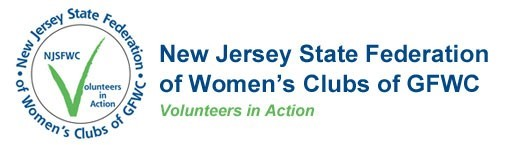 • New Jersey State Federation •
of Women's Clubs of GFWC
NJSFWC
Volunteers
in
Action
New Jersey State Federation
of Women's Clubs of GFWC
Volunteers in Action